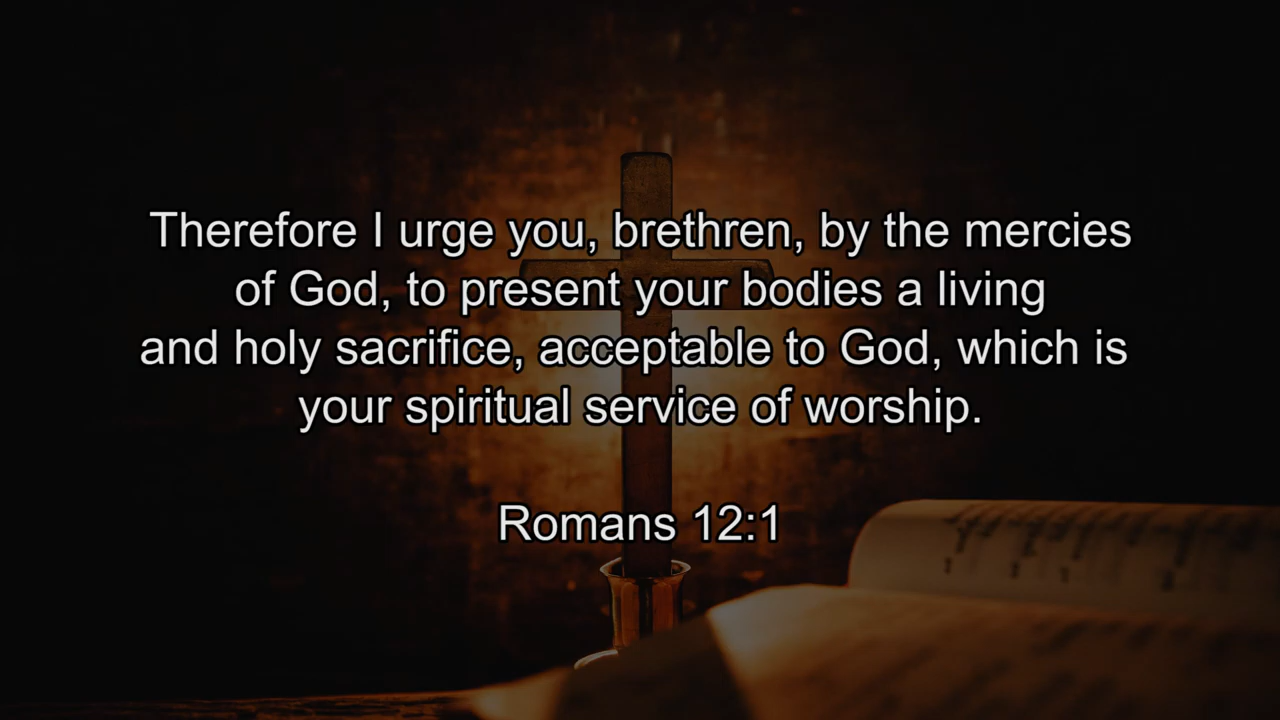 Therefore I urge you, brethren, by the mercies
of God, to present your bodies a living
and holy sacrifice, acceptable to God, which is
your spiritual service of worship.
Romans 12:1